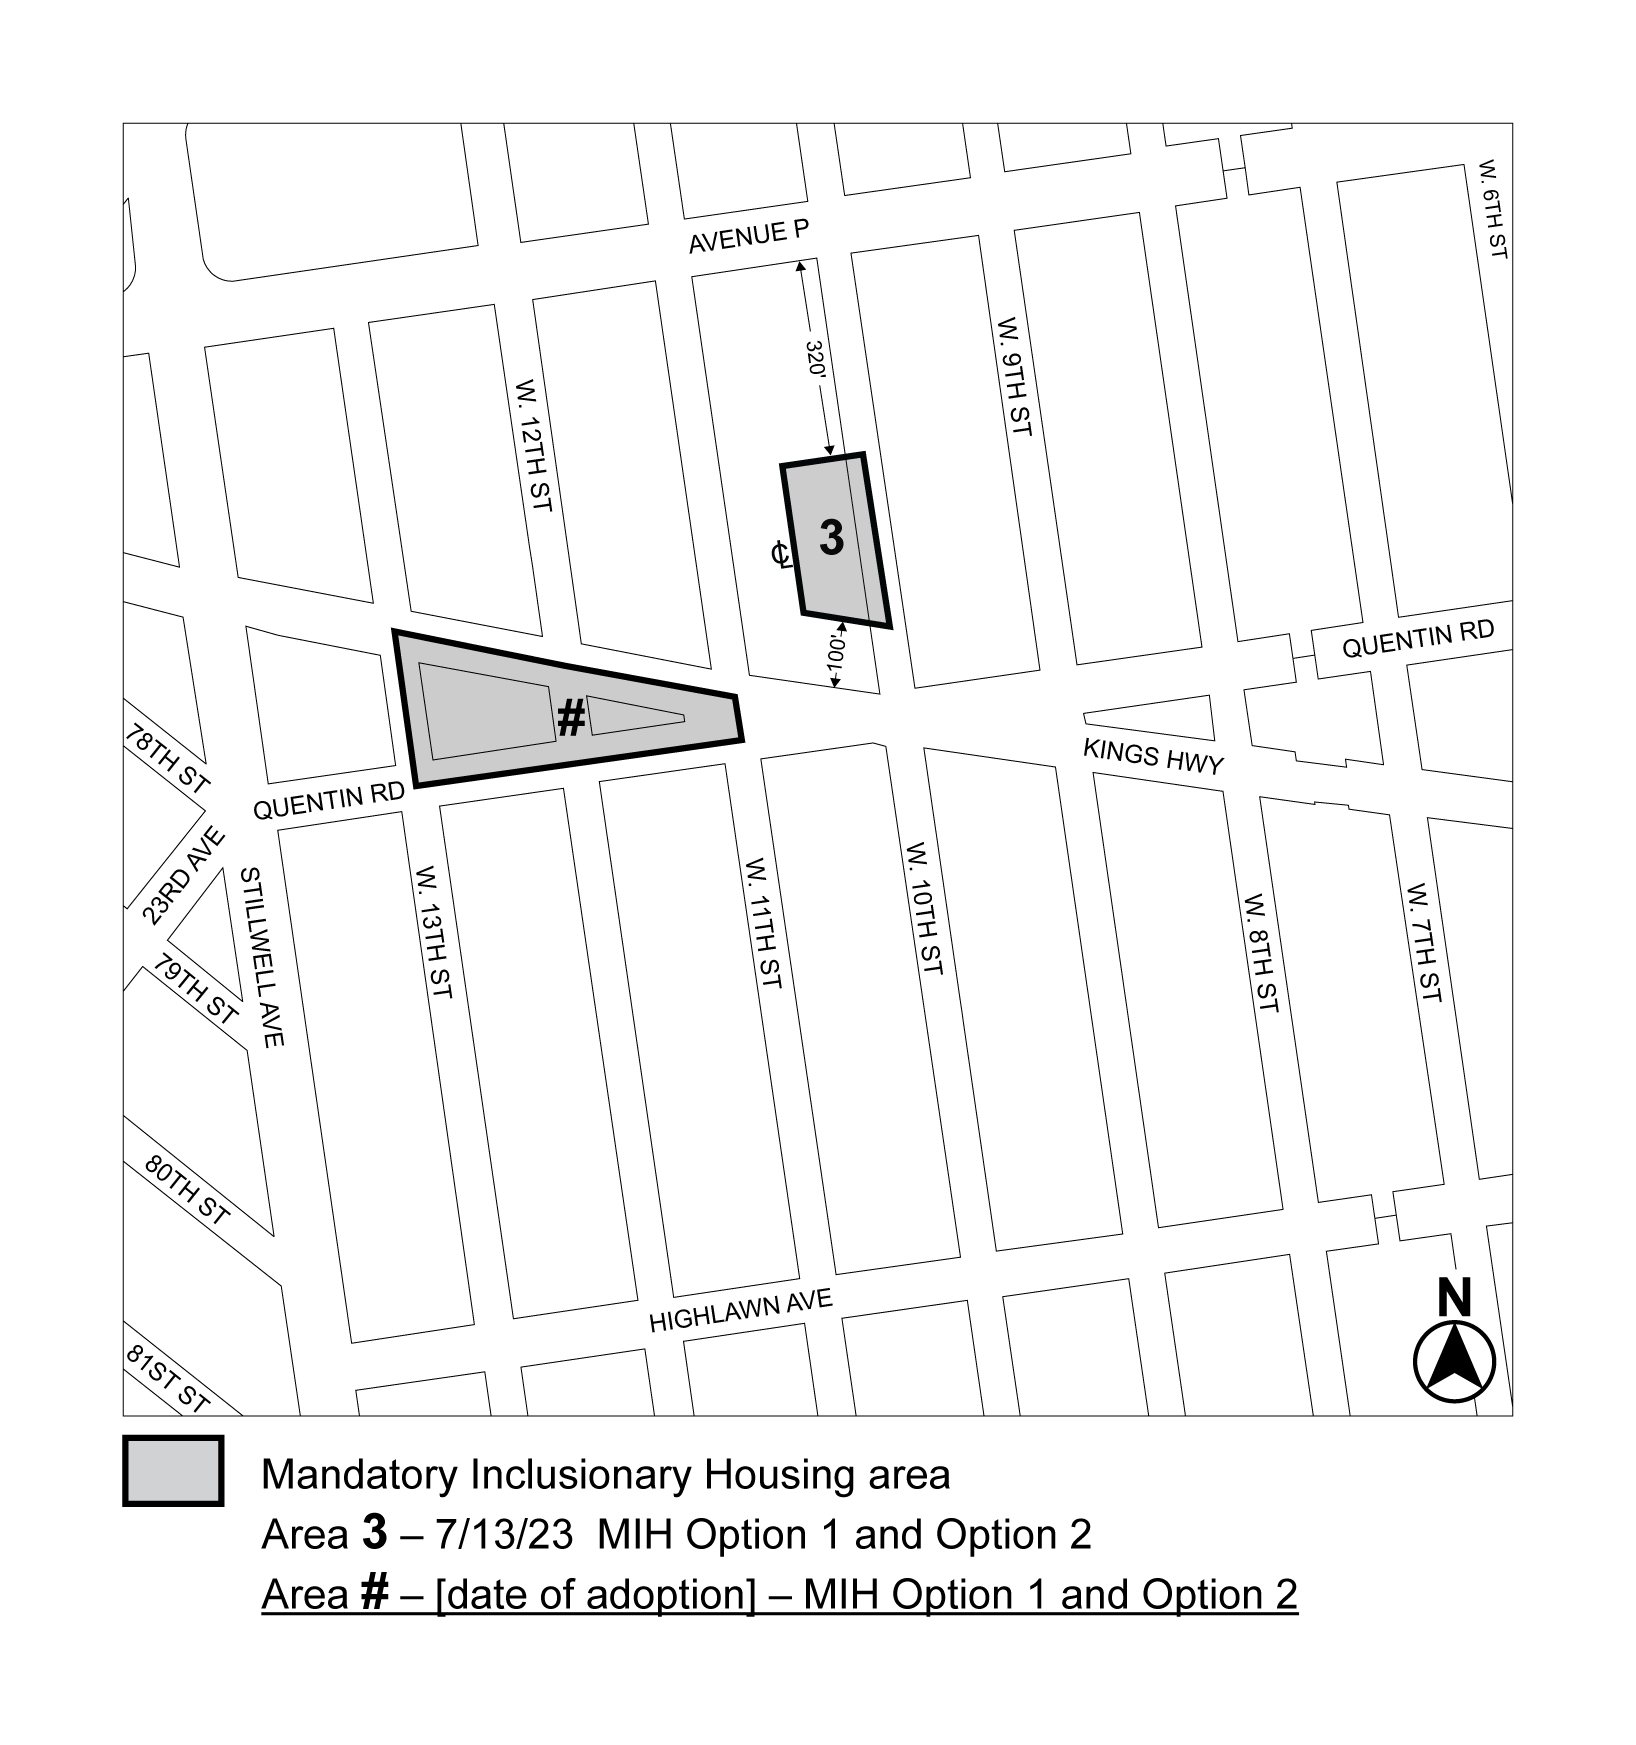 AVENUE P
W. 6TH ST
320'
W. 9TH ST
W. 12TH ST
3
℄
100'
QUENTIN RD
#
KINGS HWY
78TH ST
QUENTIN RD
23RD AVE
STILLWELL AVE
W. 13TH ST
W. 11TH ST
W. 10TH ST
W. 8TH ST
W. 7TH ST
79TH ST
80TH ST
HIGHLAWN AVE
N
81ST ST
Mandatory Inclusionary Housing area
Area 3 – 7/13/23 MIH Option 1 and Option 2
Area # – [date of adoption] – MIH Option 1 and Option 2